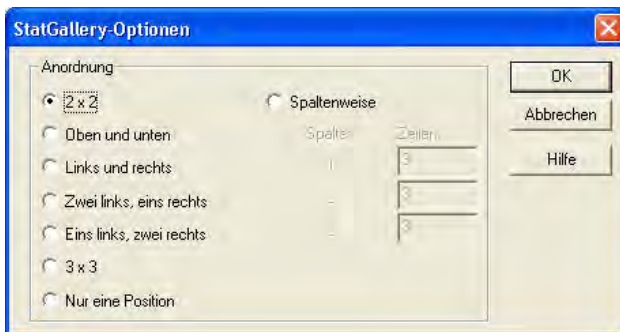 StatGallery-Optionen
Anordnung
OK
2 x 2
Spaltenweise
Abbrechen
Oben und unten
Spalte:
Zeilen:
Links und rechts
3
Hilfe
Zwei links, eins rechts
3
Eins links, zwei rechts
3
3 x 3
Nur eine Position